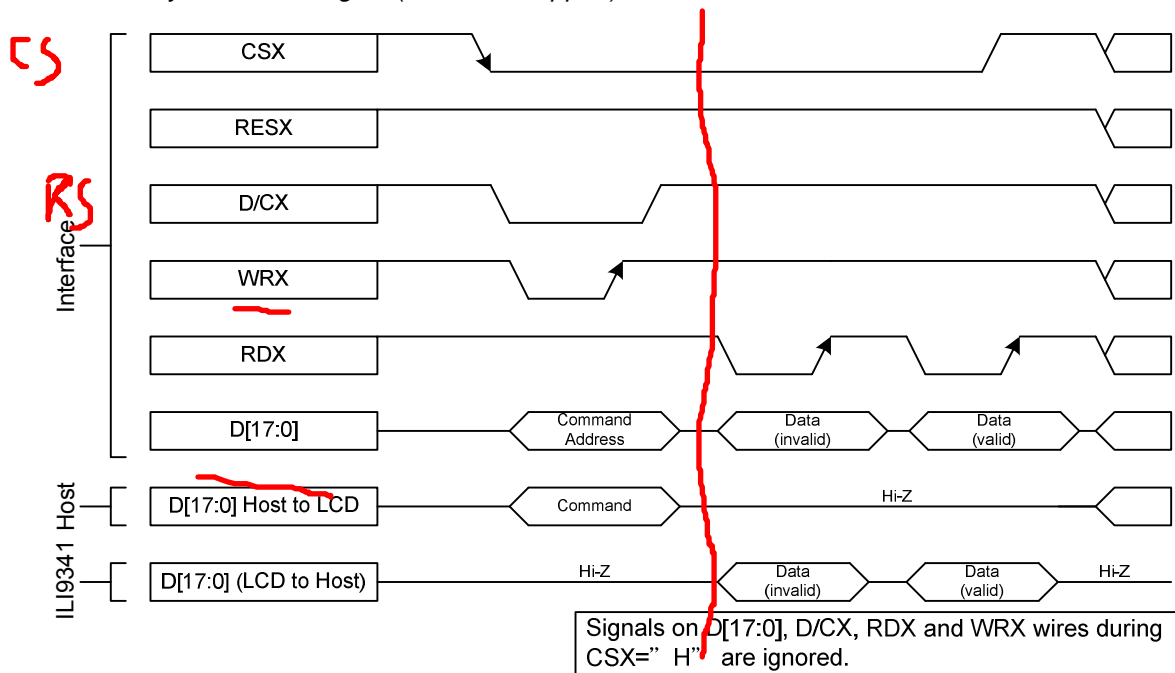 CS
CSX
RESX
RS
D/CX
Interface
WRX
RDX
D[17:0]
Command
Address
Data
(invalid)
Data
(valid)
Host
D[17:0] Host to LCD
Command
Hi-Z
ILI9341
D[17:0] (LCD to Host)
Hi-Z
Data
(invalid)
Data
(valid)
Hi-Z
Signals on D[17:0], D/CX, RDX and WRX wires during
CSX=” H” are ignored.